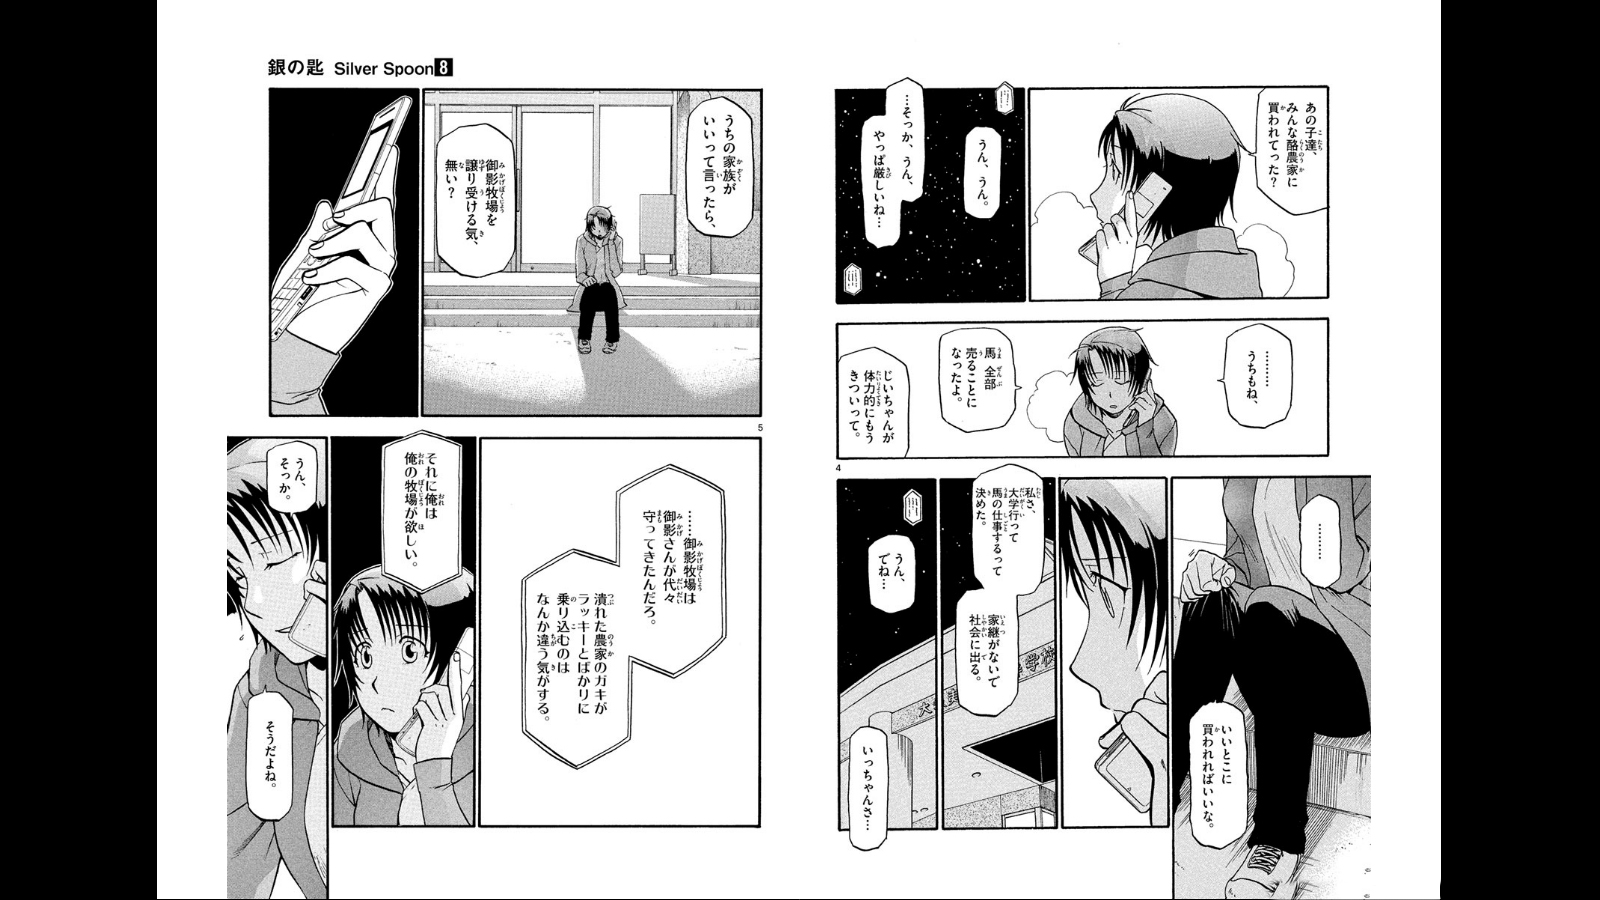 あの子達、
みんな酪農家に
買われてった？
うん、うん。
…そっか、うん、
やっぱ厳しいね…
…………
うちもね、
馬 全部
売ることに
なったよ。
じいちゃんが
体力的にもう
きついって。
…………
いいとこに
買われればいいな。
私さ、
大学行って
馬の仕事するって
決めた。
家継がないで
社会に出る。
うん、
でね…
いっちゃんさ…
4
銀の匙 Silver Spoon 8
うちの家族が
いいって言ったら、
御影牧場を
譲り受ける気、
無い？
5
……御影牧場は
御影さんが代々
守ってきたんだろ。
潰れた農家のガキが
ラッキーとばかりに
乗り込むのは
なんか違う気がする。
それに俺は
俺の牧場が欲しい。
うん、
そっか。
そうだよね。